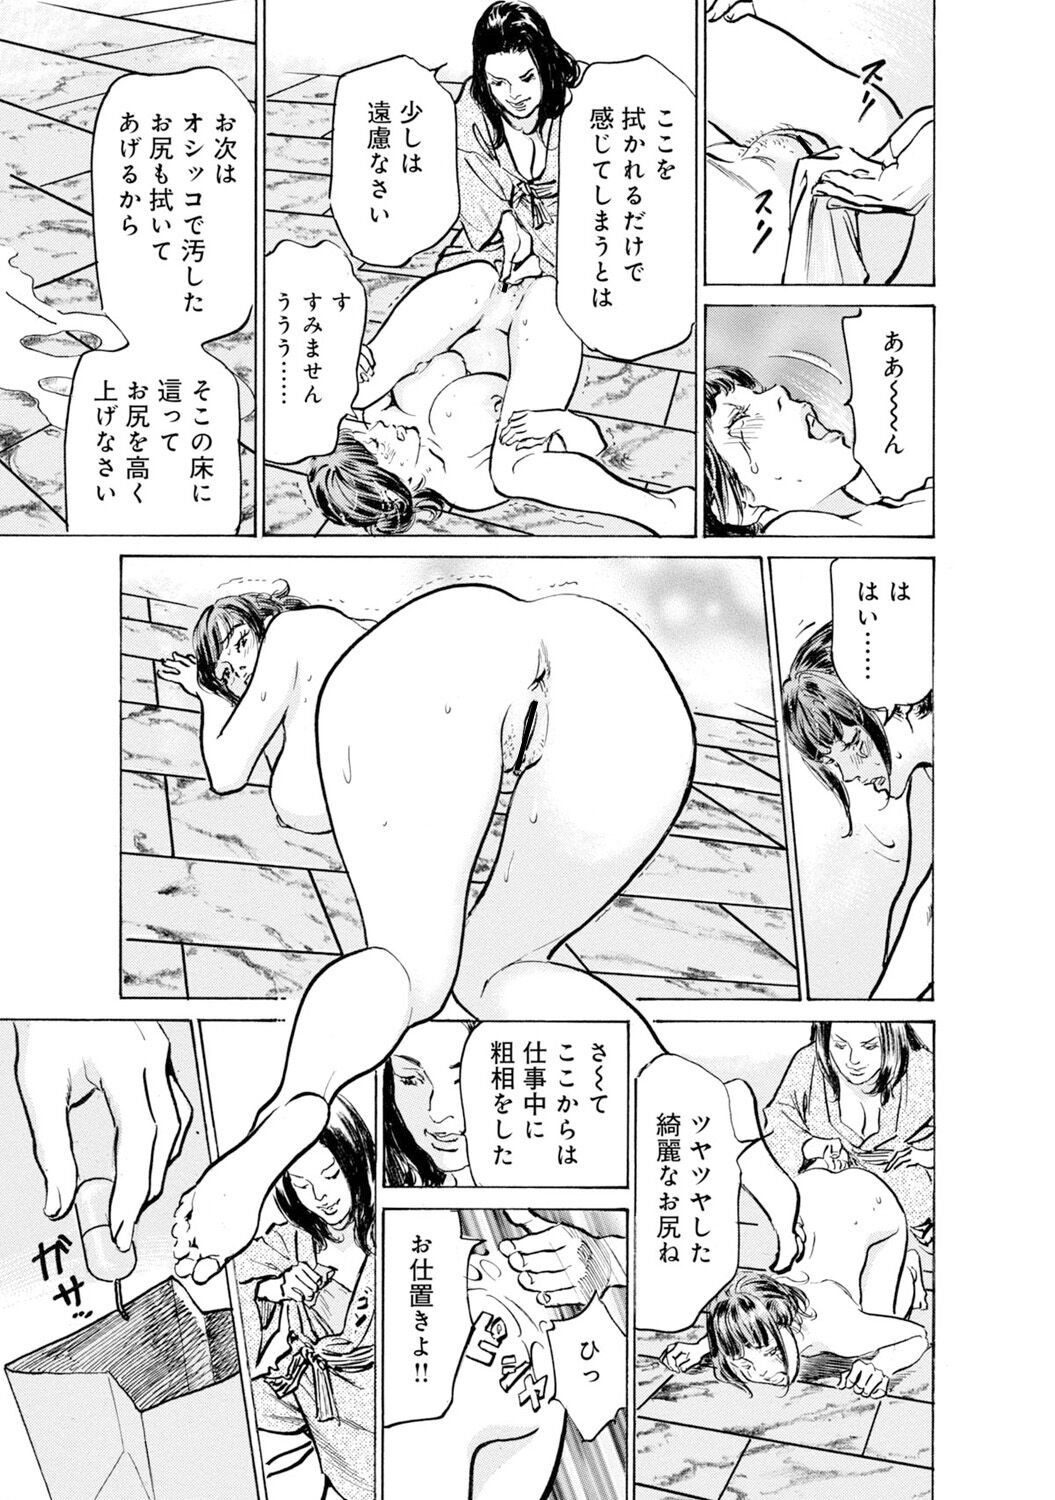 スッ
スッ
ああ〜〜〜ん
ここを
拭かれるだけで
感じてしまうとは
少しは
遠慮なさい
す
すみません
ううう……
お次は
オシッコで汚した
お尻も拭いて
あげるから
そこの床に
這って
お尻を高く
上げなさい
は
はい……
ツヤツヤした
綺麗なお尻ね
さ〜て
ここからは
仕事中に
粗相をした
お仕置きよ!!
ひっ
ピシャ
ガサ…